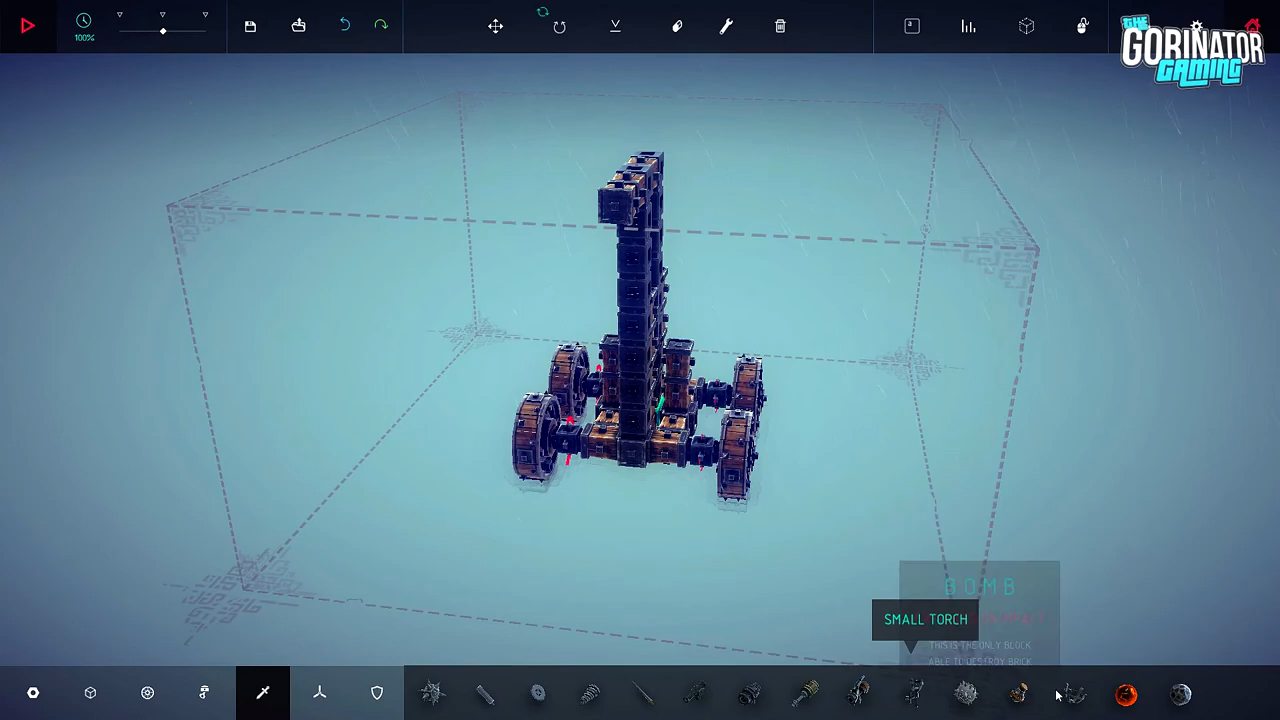 100%
THE
GORINATOR
GAMING
BOMB
SMALL TORCH
THIS IS THE ONLY BLOCK
ABLE TO DESTROY BRICK